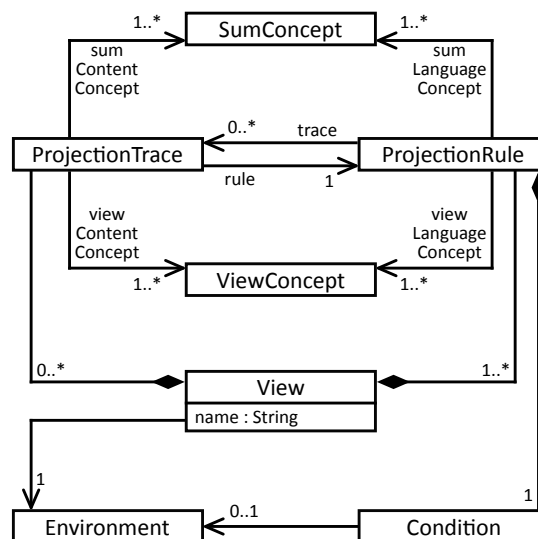 1..*
SumConcept
1..*
sum
Content
Concept
sum
Language
Concept
0..*
trace
ProjectionTrace
ProjectionRule
rule
1
view
Content
Concept
view
Language
Concept
1..*
ViewConcept
1..*
0..*
View
1..*
name : String
1
0..1
1
Environment
Condition